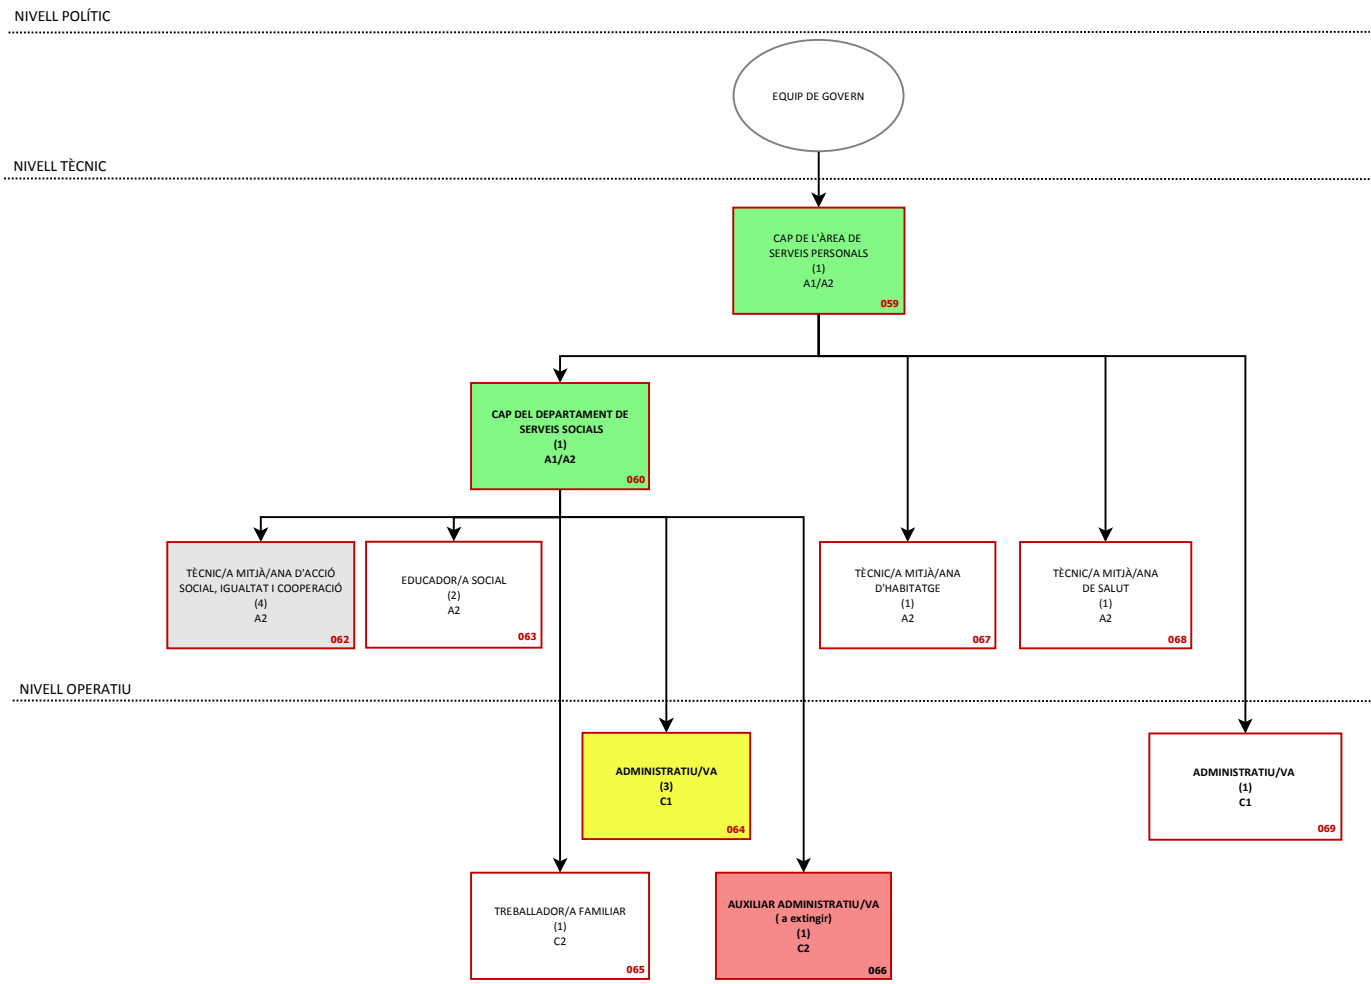 NIVELL POLÍTIC
EQUIP DE GOVERN
NIVELL TÈCNIC
CAP DE L'ÀREA DE
SERVEIS PERSONALS
(1)
A1/A2
059
CAP DEL DEPARTAMENT DE
SERVEIS SOCIALS
(1)
A1/A2
060
TÈCNIC/A MITJÀ/ANA D'ACCIÓ
SOCIAL, IGUALTAT I COOPERACIÓ
(4)
A2
062
EDUCADOR/A SOCIAL
(2)
A2
063
TÈCNIC/A MITJÀ/ANA
D'HABITATGE
(1)
A2
067
TÈCNIC/A MITJÀ/ANA
DE SALUT
(1)
A2
068
NIVELL OPERATIU
ADMINISTRATIU/VA
(3)
C1
064
ADMINISTRATIU/VA
(1)
C1
069
TREBALLADOR/A FAMILIAR
(1)
C2
065
AUXILIAR ADMINISTRATIU/VA
( a extingir)
(1)
C2
066